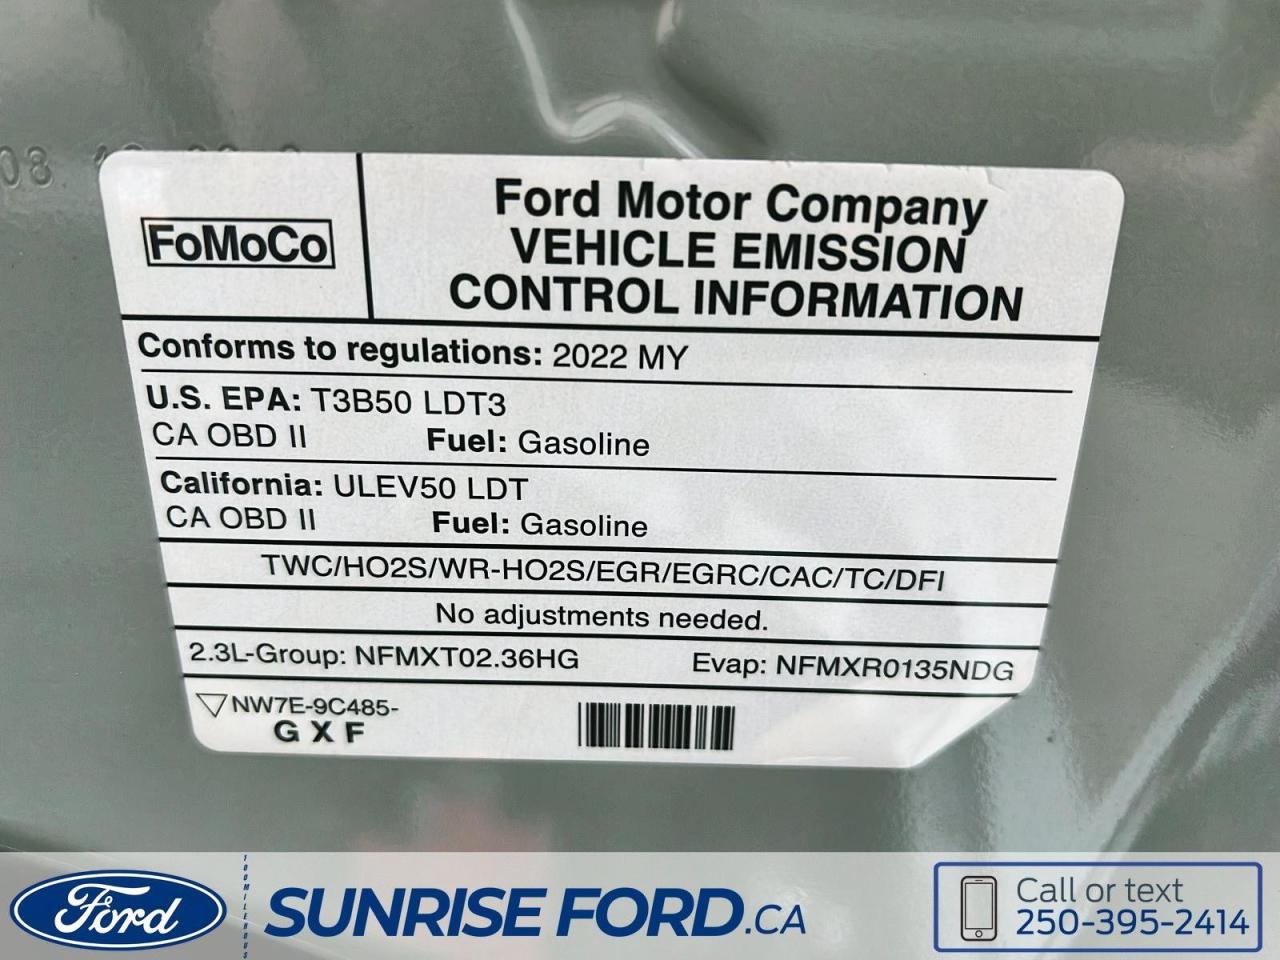 08
FoMoCo
Ford Motor Company
VEHICLE EMISSION
CONTROL INFORMATION
Conforms to regulations: 2022 MY
U.S. EPA: T3B50 LDT3
CA OBD II Fuel: Gasoline
California: ULEV50 LDT
CA OBD II Fuel: Gasoline
TWC/HO2S/WR-HO2S/EGR/EGRC/CAC/TC/DFI
No adjustments needed.
2.3L-Group: NFMXT02.36HG Evap: NFMXR0135NDG
NW7E-9C485-
G X F
Ford
100MILEHOUSE
SUNRISE FORD.CA
Call or text
250-395-2414